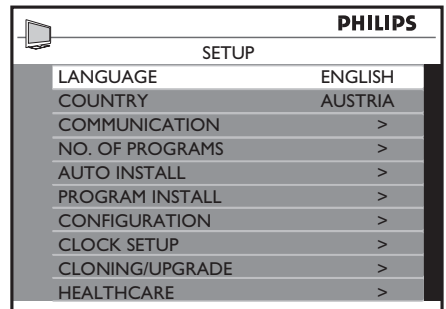 PHILIPS
SETUP
LANGUAGE ENGLISH
COUNTRY AUSTRIA
COMMUNICATION >
NO. OF PROGRAMS >
AUTO INSTALL >
PROGRAM INSTALL >
CONFIGURATION >
CLOCK SETUP >
CLONING/UPGRADE >
HEALTHCARE >